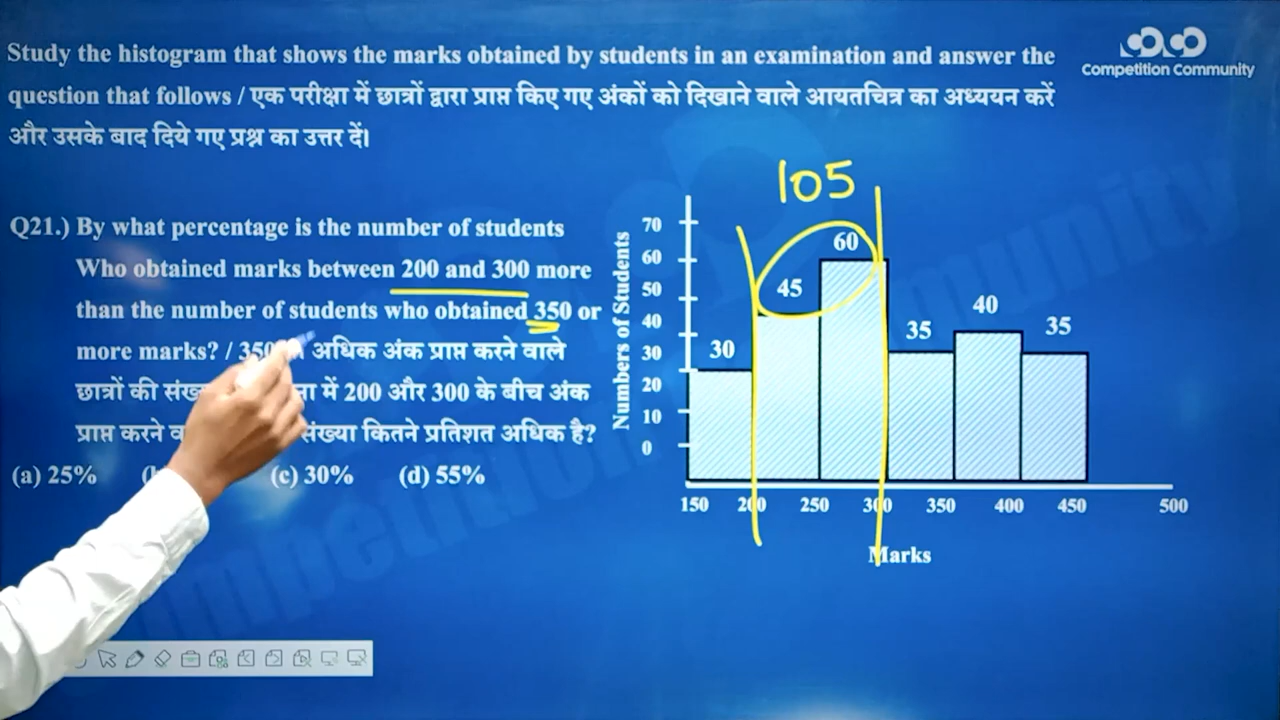 Study the histogram that shows the marks obtained by students in an examination and answer the
question that follows / एक परीक्षा में छात्रों द्वारा प्राप्त किए गए अंकों को दिखाने वाले आयतचित्र का अध्ययन करें
और उसके बाद दिये गए प्रश्न का उत्तर दें।
Competition Community
Q21.) By what percentage is the number of students
Who obtained marks between 200 and 300 more
than the number of students who obtained 350 or
more marks? / 350 अधिक अंक प्राप्त करने वाले
छात्रों की में 200 और 300 के बीच अंक
प्राप्त करने संख्या कितने प्रतिशत अधिक है?
(a) 25% (c) 30% (d) 55%
105
Numbers of Students
70
60
50
40
30
20
10
0
30
45
60
35
40
35
150 200 250 300 350 400 450 500
Marks